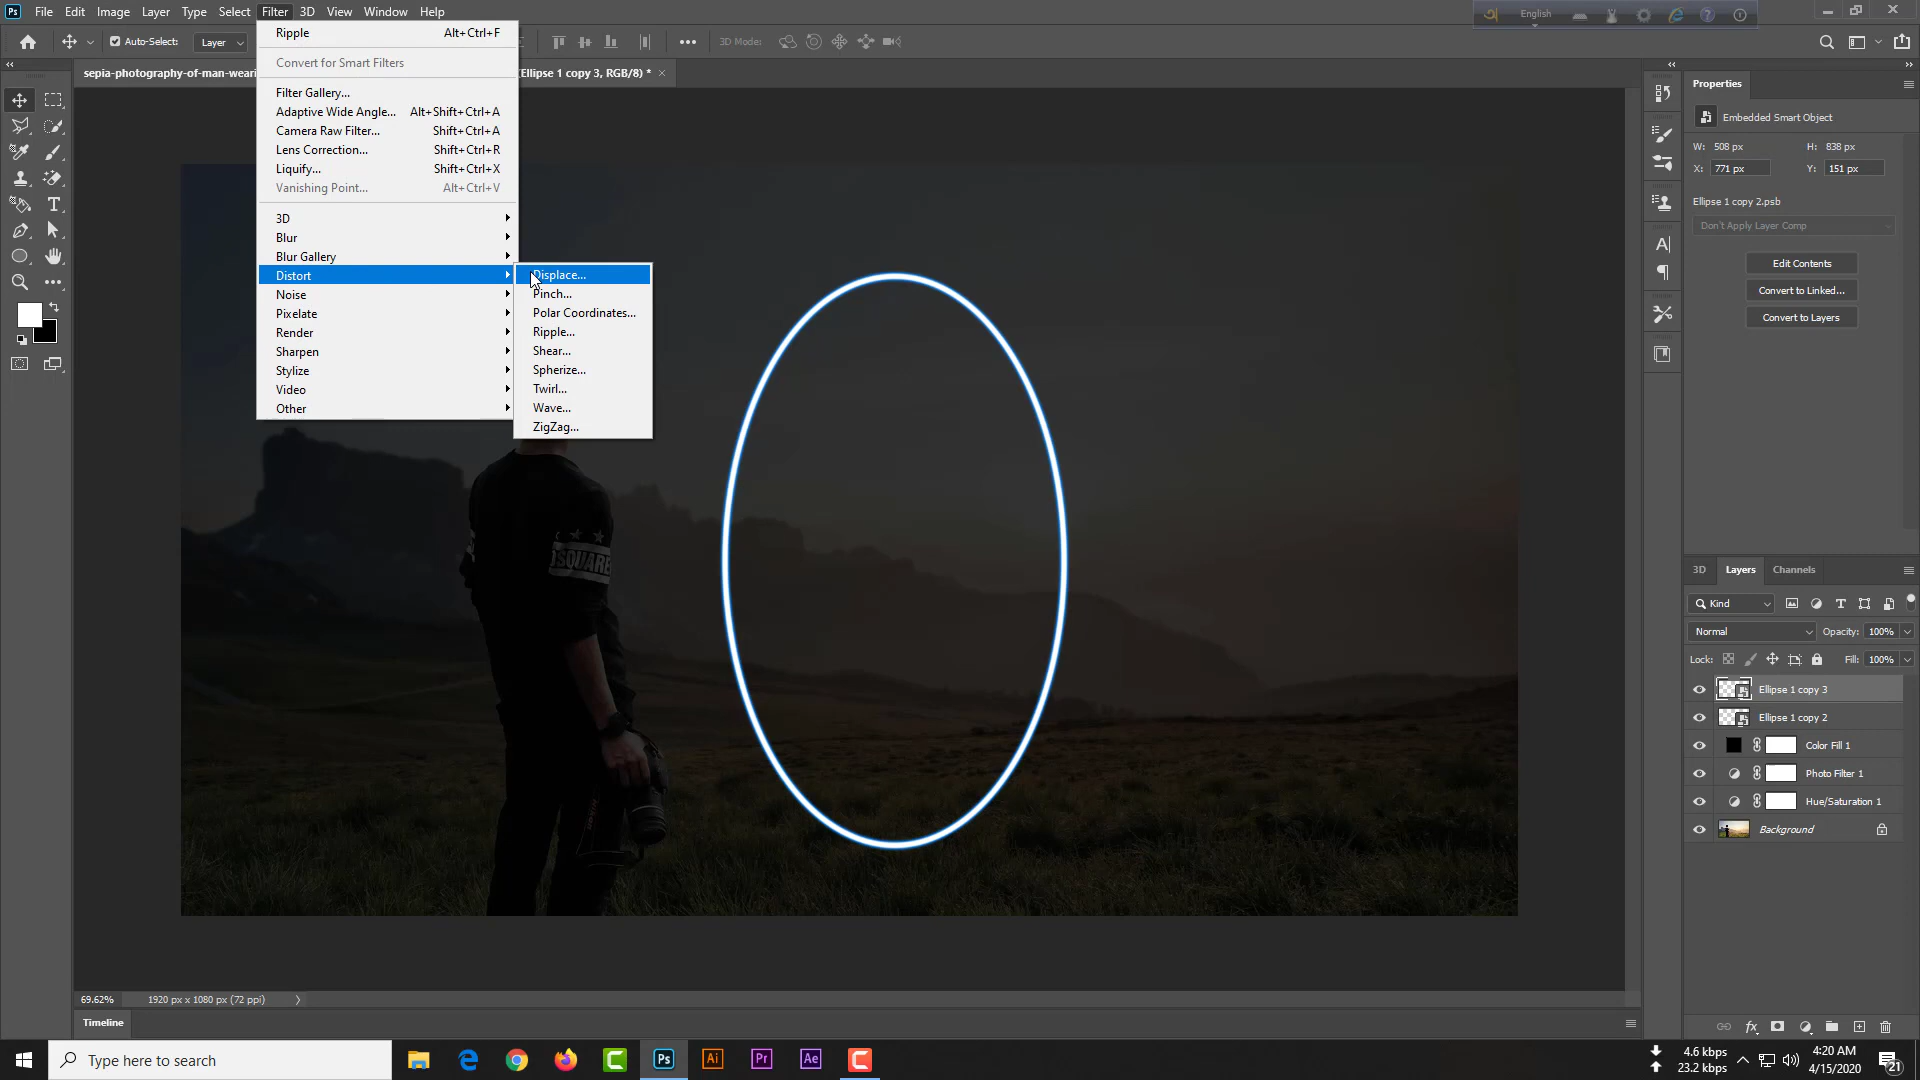 Ps File Edit Image Layer Type Select Filter 3D View Window Help
English
Auto-Select: Layer 3D Mode:
sepia-photography-of-man-weari Ellipse 1 copy 3, RGB/8) *
Ripple Alt+Ctrl+F
Convert for Smart Filters
Filter Gallery...
Adaptive Wide Angle... Alt+Shift+Ctrl+A
Camera Raw Filter... Shift+Ctrl+A
Lens Correction... Shift+Ctrl+R
Liquify... Shift+Ctrl+X
Vanishing Point... Alt+Ctrl+V
3D
Blur
Blur Gallery
Distort
Noise
Pixelate
Render
Sharpen
Stylize
Video
Other
Displace...
Pinch...
Polar Coordinates...
Ripple...
Shear...
Spherize...
Twirl...
Wave...
ZigZag...
DSQUARE
Properties
Embedded Smart Object
W: 508 px H: 838 px
X: 771 px Y: 151 px
Ellipse 1 copy 2.psb
Don't Apply Layer Comp
Edit Contents
Convert to Linked...
Convert to Layers
3D Layers Channels
Kind
Normal Opacity: 100%
Lock: Fill: 100%
Ellipse 1 copy 3
Ellipse 1 copy 2
Color Fill 1
Photo Filter 1
Hue/Saturation 1
Background
69.62% 1920 px x 1080 px (72 ppi)
Timeline
Type here to search
Ps Ai Pr Ae
4.6 kbps
23.2 kbps
4:20 AM
4/15/2020
21